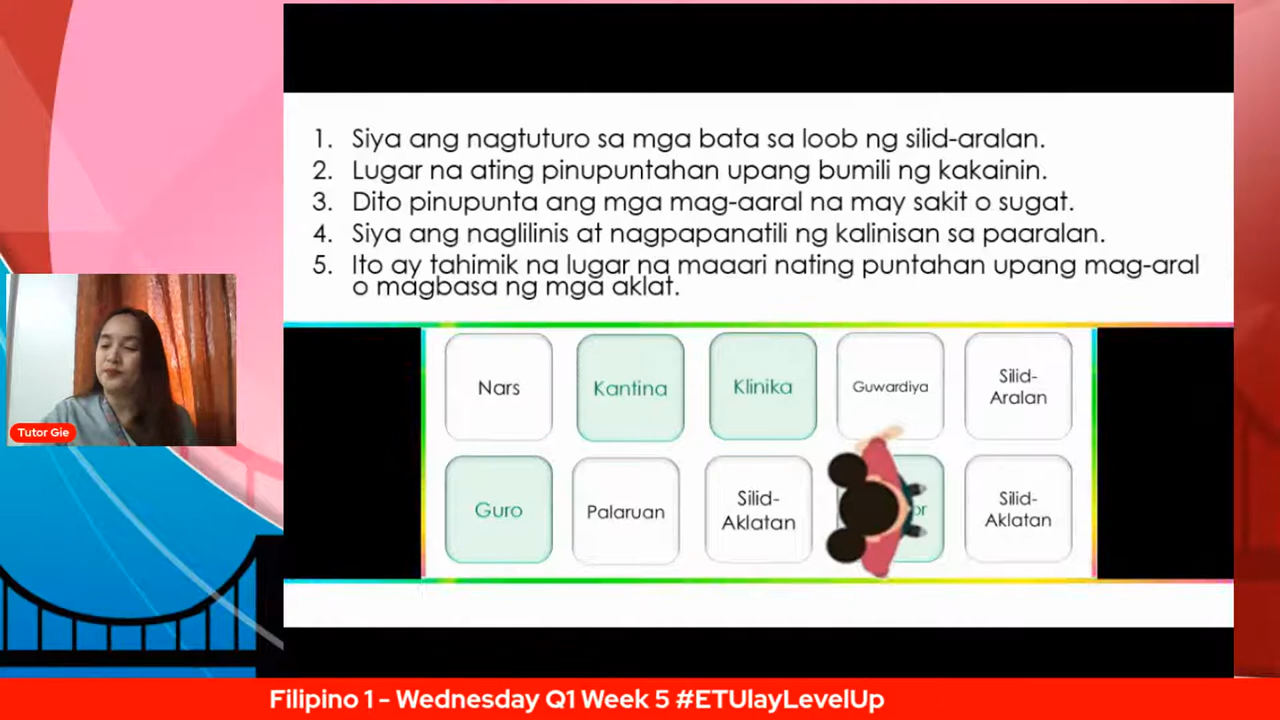 1. Siya ang nagtuturo sa mga bata sa loob ng silid-aralan.
2. Lugar na ating pinupuntahan upang bumili ng kakainin.
3. Dito pinupunta ang mga mag-aaral na may sakit o sugat.
4. Siya ang naglilinis at nagpapanatili ng kalinisan sa paaralan.
5. Ito ay tahimik na lugar na maaari nating puntahan upang mag-aral
o magbasa ng mga aklat.
Nars
Kantina
Klinika
Guwardiya
Silid-
Aralan
Guro
Palaruan
Silid-
Aklatan
Silid-
Aklatan
Tutor Gie
Filipino 1 - Wednesday Q1 Week 5 #ETUlayLevelUp